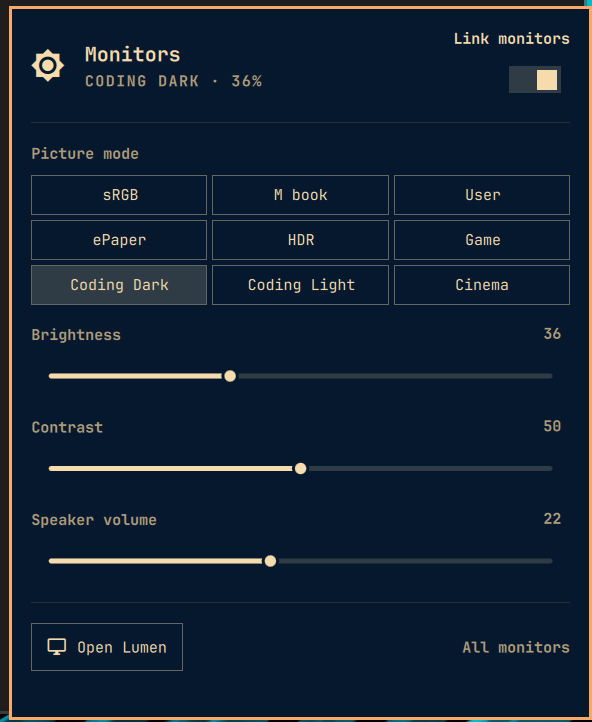 Link monitors
Monitors
CODING DARK · 36%
Picture mode
sRGB M book User
ePaper HDR Game
Coding Dark Coding Light Cinema
Brightness 36
Contrast 50
Speaker volume 22
Open Lumen All monitors